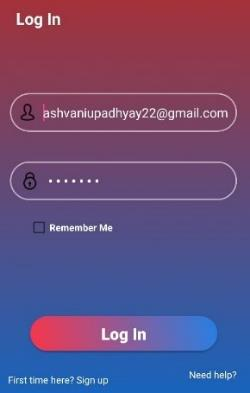 Log In
ashvaniupadhyay22@gmail.com
•••••••
Remember Me
Log In
First time here? Sign up
Need help?